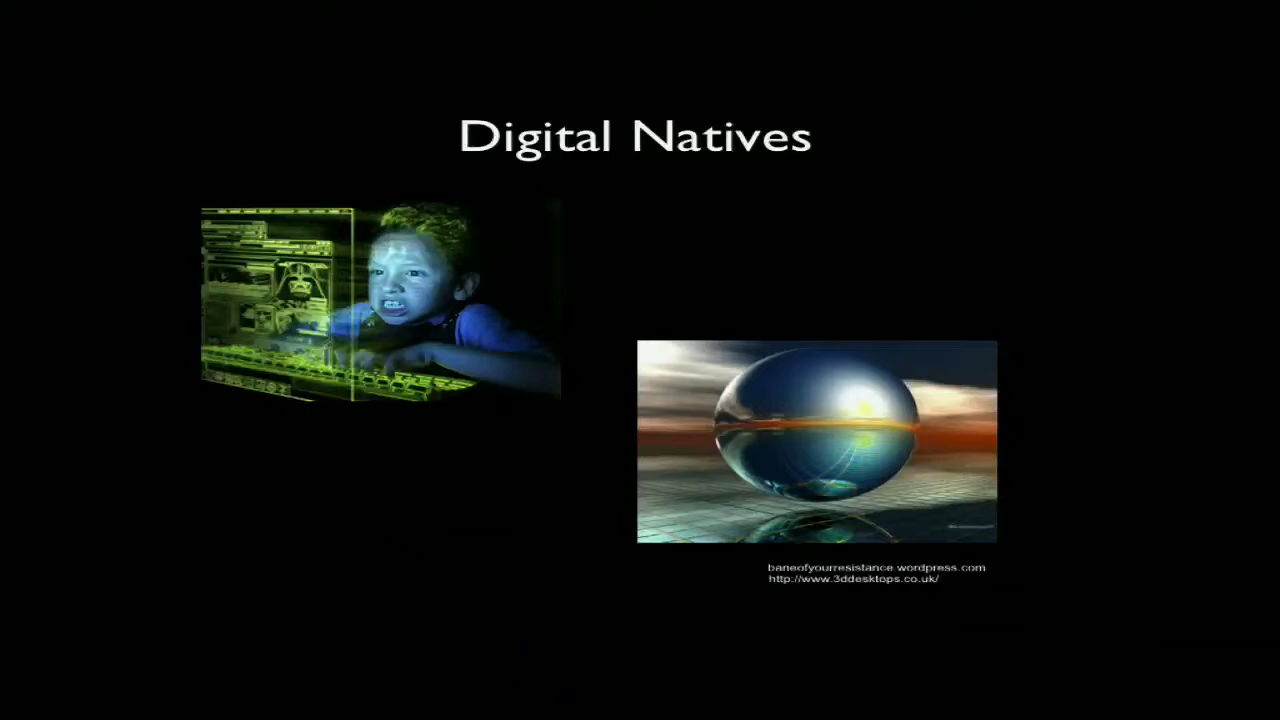 Digital Natives
baneofyourresistance.wordpress.com
http://www.3ddesktops.co.uk/